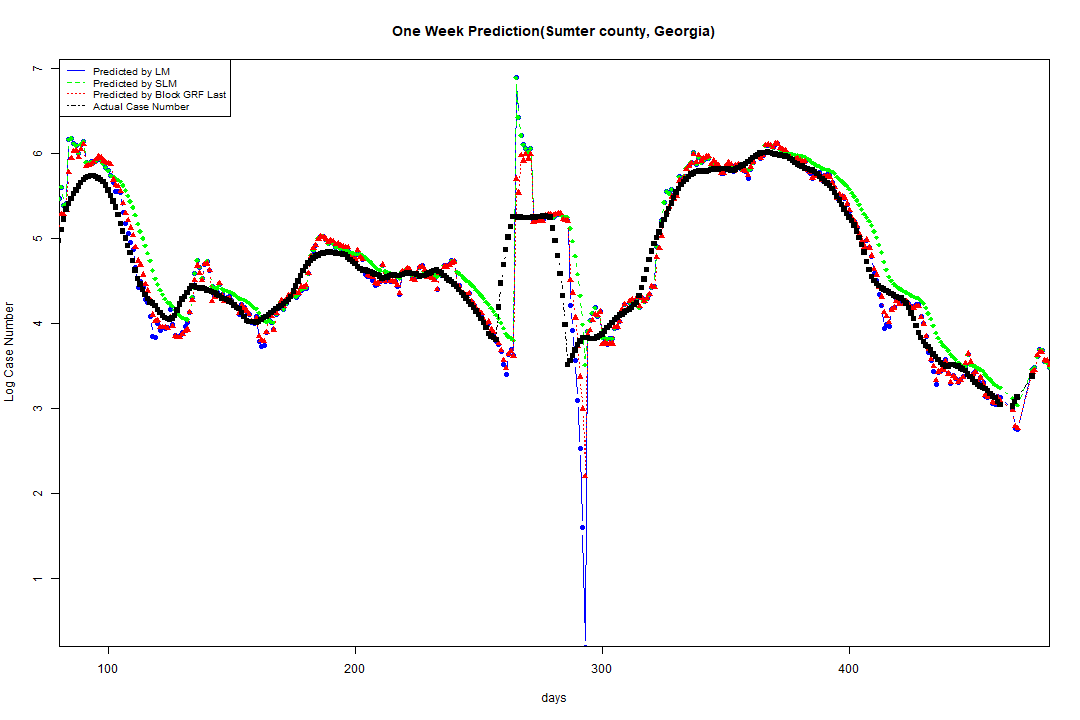 One Week Prediction(Sumter county, Georgia)
Predicted by LM
Predicted by SLM
Predicted by Block GRF Last
Actual Case Number
7
6
5
4
3
2
1
Log Case Number
100 200 300 400
days